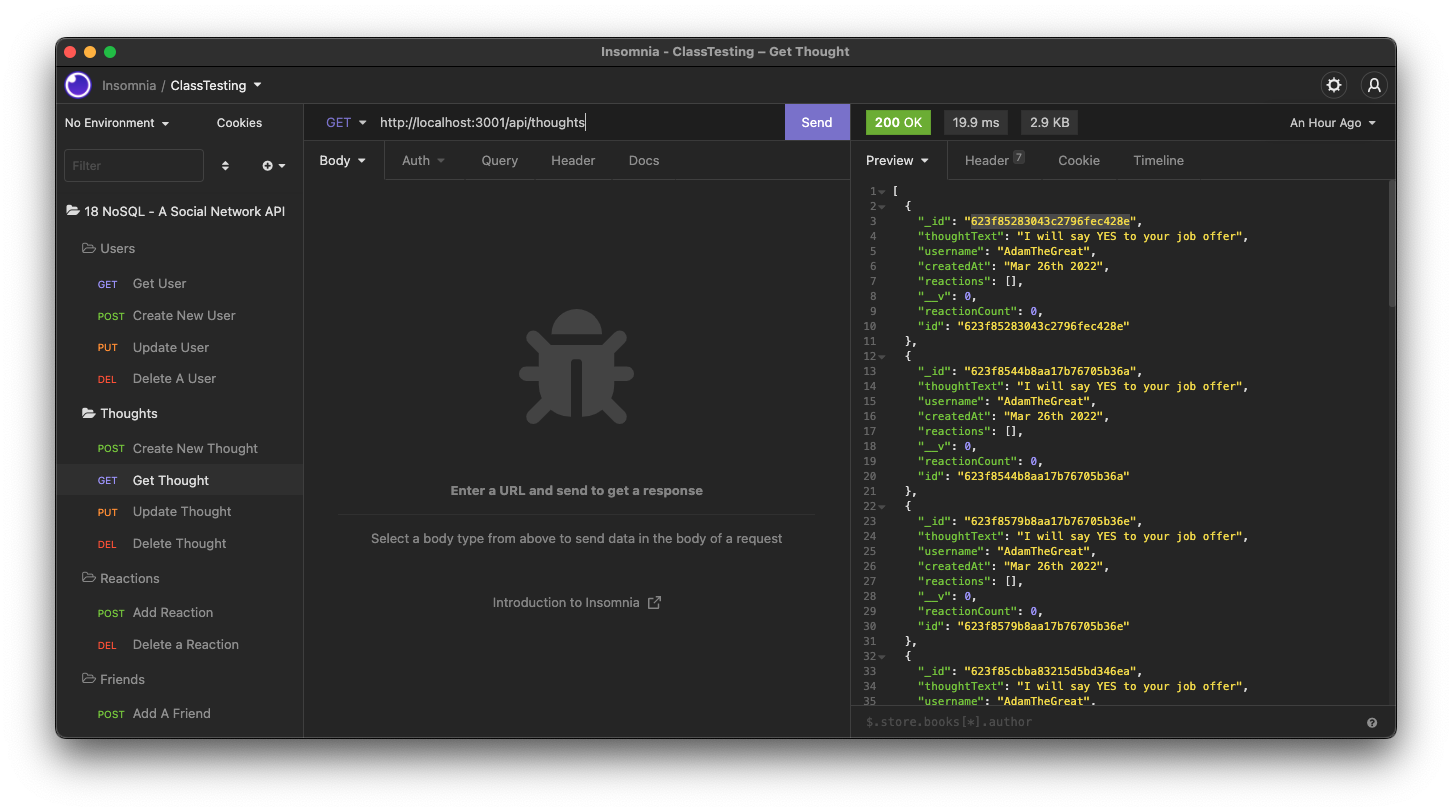 Insomnia - ClassTesting – Get Thought
Insomnia / ClassTesting
No Environment
Cookies
Filter
18 NoSQL - A Social Network API
Users
GET Get User
POST Create New User
PUT Update User
DEL Delete A User
Thoughts
POST Create New Thought
GET Get Thought
PUT Update Thought
DEL Delete Thought
Reactions
POST Add Reaction
DEL Delete a Reaction
Friends
POST Add A Friend
GET http://localhost:3001/api/thoughts Send
Body Auth Query Header Docs
Enter a URL and send to get a response
Select a body type from above to send data in the body of a request
Introduction to Insomnia
200 OK 19.9 ms 2.9 KB An Hour Ago
Preview Header 7 Cookie Timeline
1 [
2 {
3 "_id": "623f85283043c2796fec428e",
4 "thoughtText": "I will say YES to your job offer",
5 "username": "AdamTheGreat",
6 "createdAt": "Mar 26th 2022",
7 "reactions": [],
8 "__v": 0,
9 "reactionCount": 0,
10 "id": "623f85283043c2796fec428e"
11 },
12 {
13 "_id": "623f8544b8aa17b76705b36a",
14 "thoughtText": "I will say YES to your job offer",
15 "username": "AdamTheGreat",
16 "createdAt": "Mar 26th 2022",
17 "reactions": [],
18 "__v": 0,
19 "reactionCount": 0,
20 "id": "623f8544b8aa17b76705b36a"
21 },
22 {
23 "_id": "623f8579b8aa17b76705b36e",
24 "thoughtText": "I will say YES to your job offer",
25 "username": "AdamTheGreat",
26 "createdAt": "Mar 26th 2022",
27 "reactions": [],
28 "__v": 0,
29 "reactionCount": 0,
30 "id": "623f8579b8aa17b76705b36e"
31 },
32 {
33 "_id": "623f85cbba83215d5bd346ea",
34 "thoughtText": "I will say YES to your job offer",
35 "username": "AdamTheGreat",
$.store.books[*].author